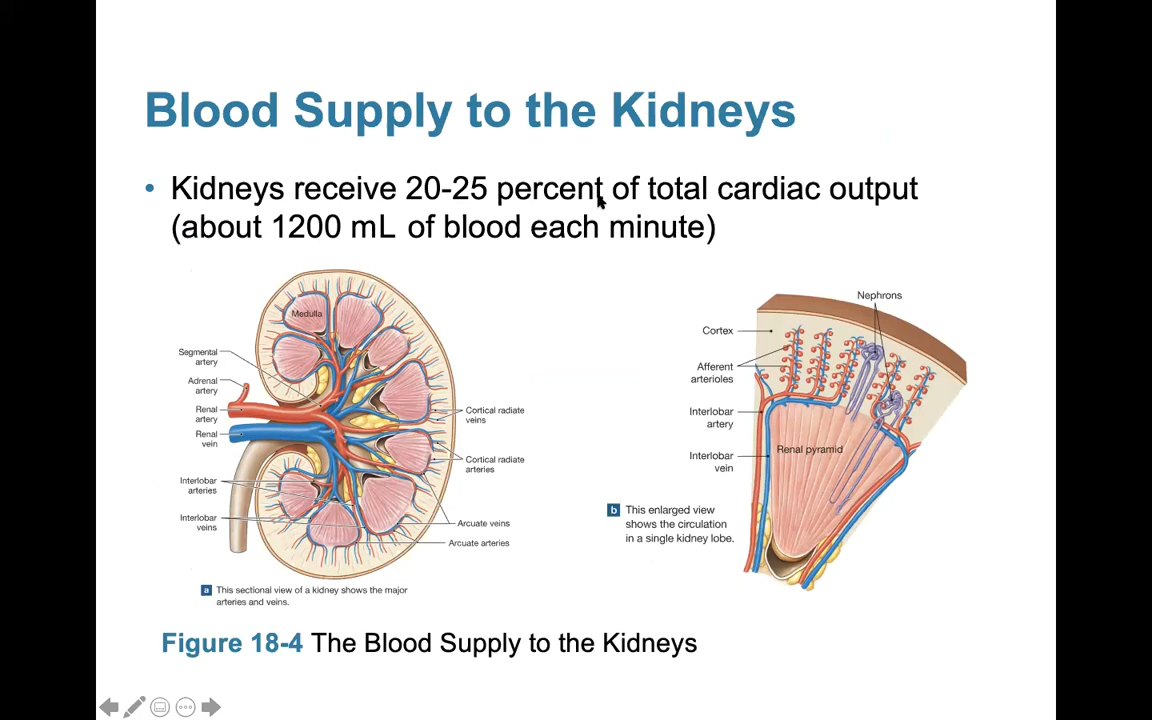 Blood Supply to the Kidneys
• Kidneys receive 20-25 percent of total cardiac output
(about 1200 mL of blood each minute)
Medulla
Segmental
artery
Adrenal
artery
Renal
artery
Renal
vein
Interlobar
arteries
Interlobar
veins
Cortical radiate
veins
Cortical radiate
arteries
Arcuate veins
Arcuate arteries
a This sectional view of a kidney shows the major
arteries and veins.
Nephrons
Cortex
Afferent
arterioles
Interlobar
artery
Interlobar
vein
Renal pyramid
b This enlarged view
shows the circulation
in a single kidney lobe.
Figure 18-4 The Blood Supply to the Kidneys